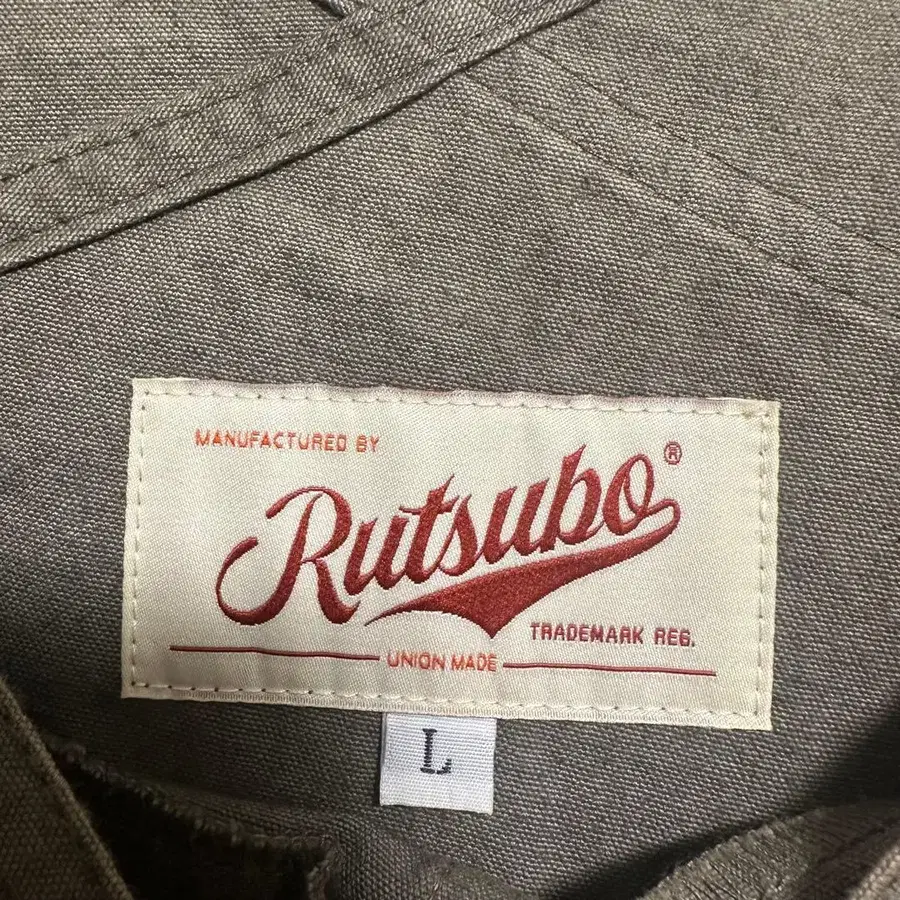 MANUFACTURED BY
Rutsubo®
TRADEMARK REG.
UNION MADE
L